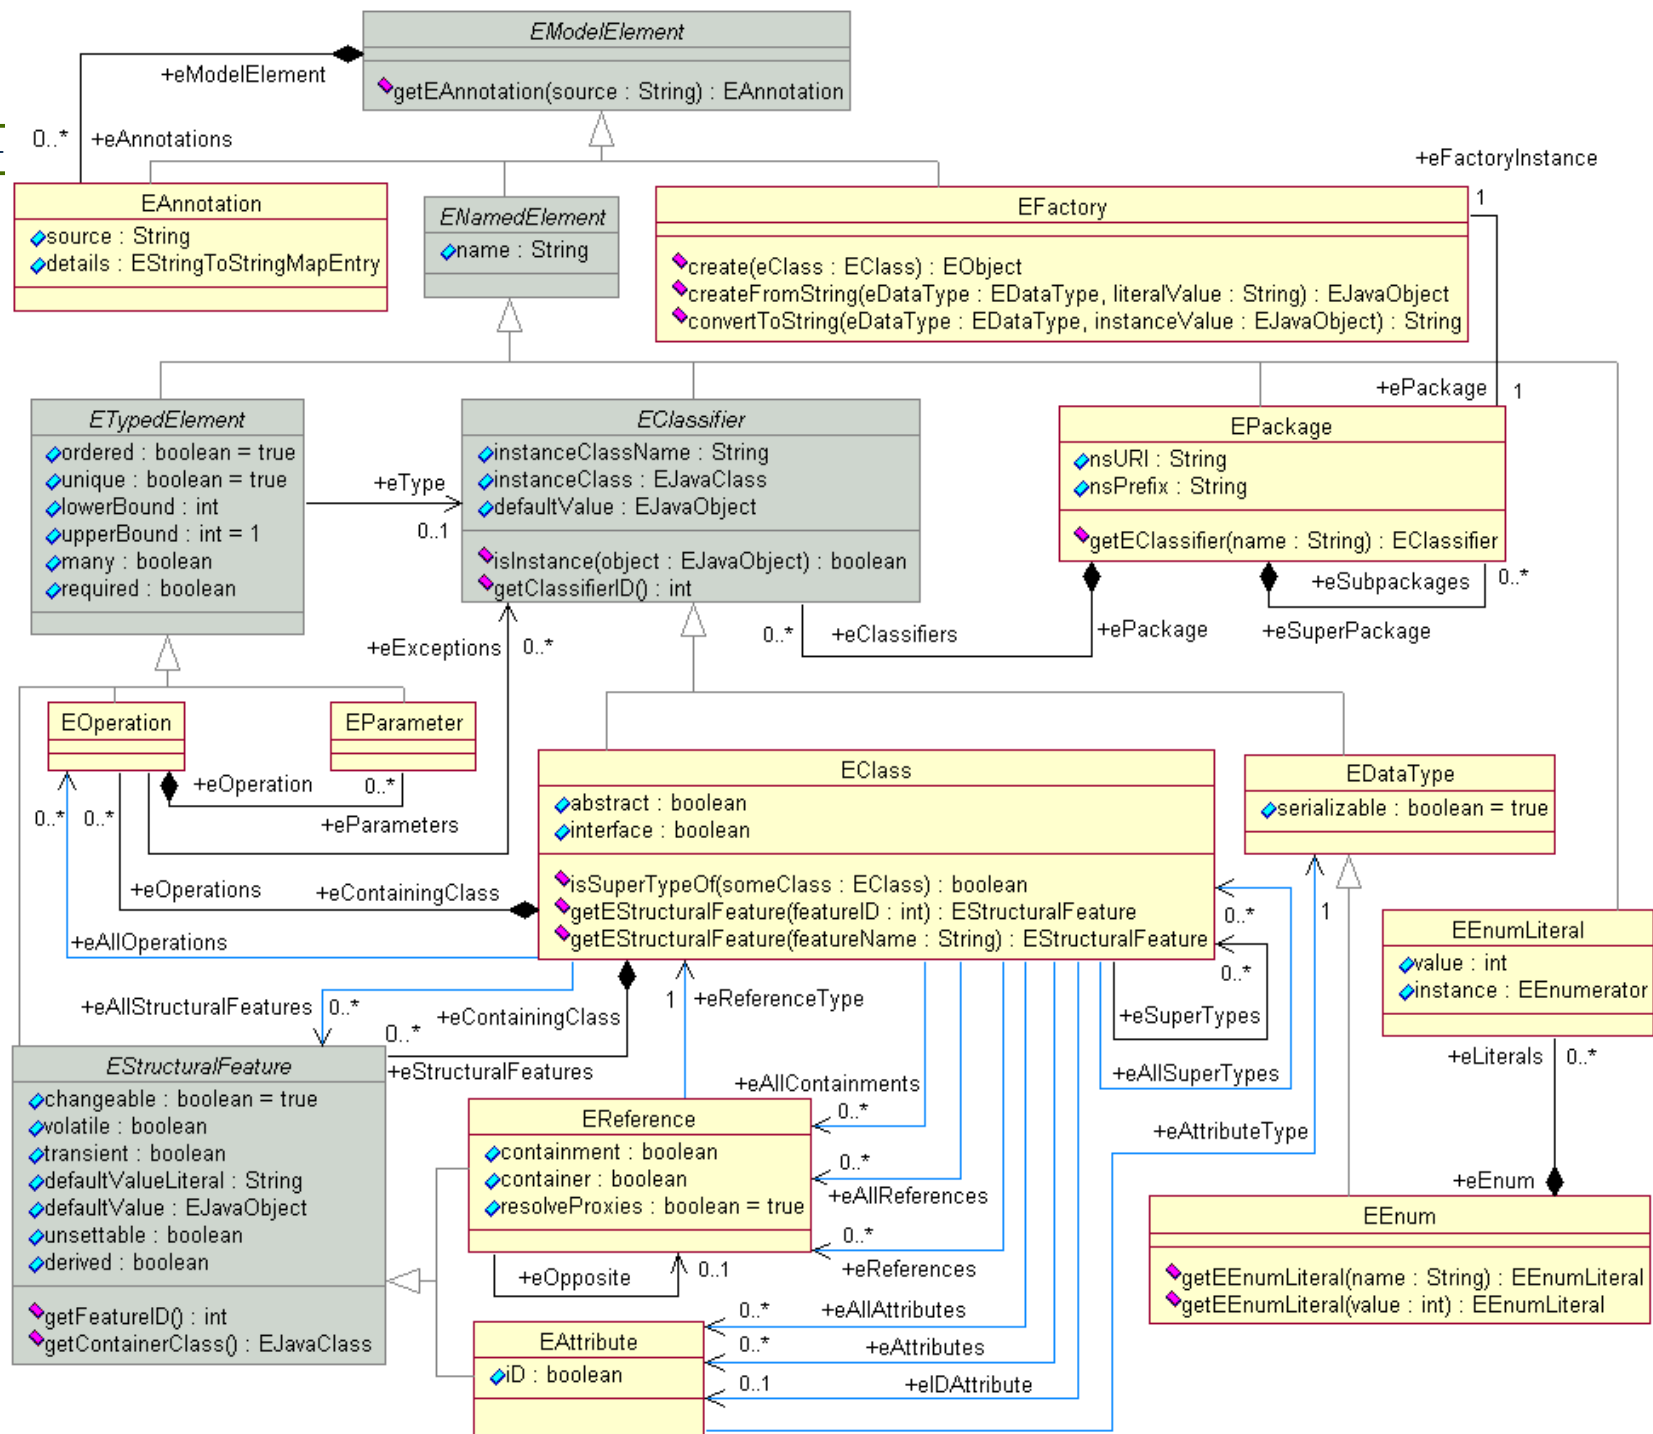 EModelElement
getEAnnotation(source : String) : EAnnotation
+eModelElement
0..*
+eAnnotations
+eFactoryInstance
1
EAnnotation
source : String
details : EStringToStringMapEntry
ENamedElement
name : String
EFactory
create(eClass : EClass) : EObject
createFromString(eDataType : EDataType, literalValue : String) : EJavaObject
convertToString(eDataType : EDataType, instanceValue : EJavaObject) : String
+ePackage
1
ETypedElement
ordered : boolean = true
unique : boolean = true
lowerBound : int
upperBound : int = 1
many : boolean
required : boolean
+eType
0..1
EClassifier
instanceClassName : String
instanceClass : EJavaClass
defaultValue : EJavaObject
isInstance(object : EJavaObject) : boolean
getClassifierID() : int
EPackage
nsURI : String
nsPrefix : String
getEClassifier(name : String) : EClassifier
+eSubpackages
0..*
+eSuperPackage
+ePackage
0..*
+eClassifiers
+eExceptions
0..*
EOperation
EParameter
+eOperation
0..*
+eParameters
0..*
0..*
+eOperations
+eContainingClass
+eAllOperations
EClass
abstract : boolean
interface : boolean
isSuperTypeOf(someClass : EClass) : boolean
getEStructuralFeature(featureID : int) : EStructuralFeature
getEStructuralFeature(featureName : String) : EStructuralFeature
EDataType
serializable : boolean = true
0..*
1
0..*
+eSuperTypes
+eAllSuperTypes
EEnumLiteral
value : int
instance : EEnumerator
+eLiterals
0..*
+eAllStructuralFeatures
0..*
+eContainingClass
0..*
+eStructuralFeatures
1
+eReferenceType
EStructuralFeature
changeable : boolean = true
volatile : boolean
transient : boolean
defaultValueLiteral : String
defaultValue : EJavaObject
unsettable : boolean
derived : boolean
getFeatureID() : int
getContainerClass() : EJavaClass
+eAllContainments
0..*
EReference
containment : boolean
container : boolean
resolveProxies : boolean = true
0..*
+eAllReferences
0..*
+eReferences
+eOpposite
0..1
+eAttributeType
+eEnum
EEnum
getEEnumLiteral(name : String) : EEnumLiteral
getEEnumLiteral(value : int) : EEnumLiteral
0..*
+eAllAttributes
EAttribute
iD : boolean
0..*
+eAttributes
0..1
+eIDAttribute